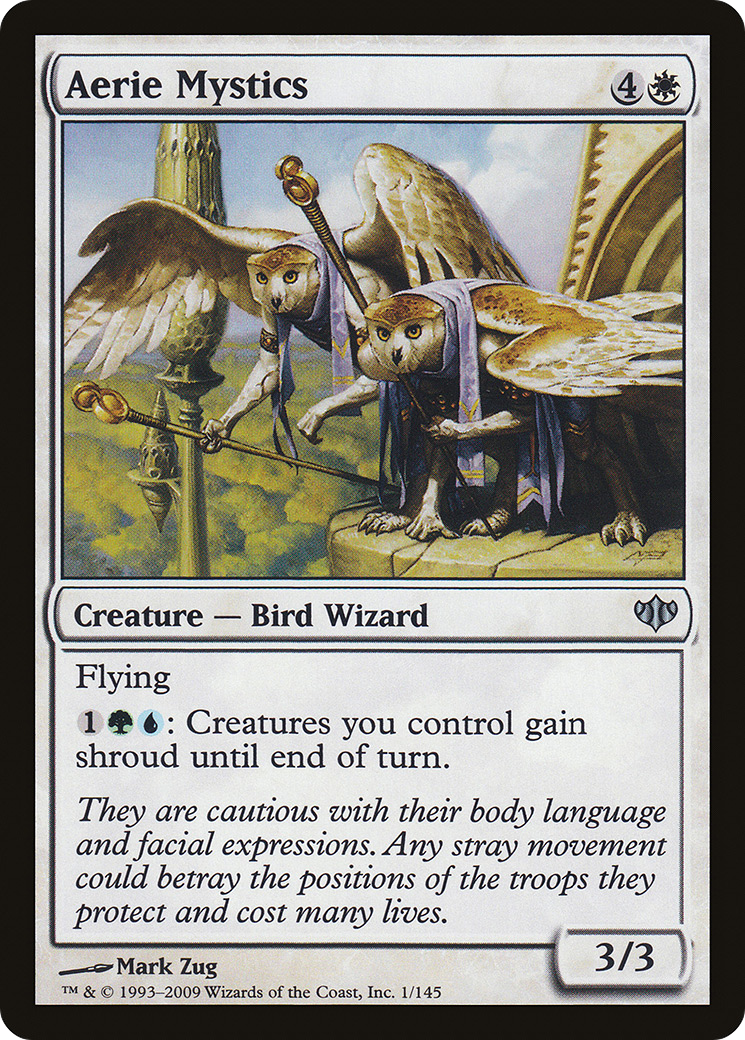 Aerie Mystics 4
Creature — Bird Wizard
Flying
1: Creatures you control gain
shroud until end of turn.
They are cautious with their body language
and facial expressions. Any stray movement
could betray the positions of the troops they
protect and cost many lives.
3/3
Mark Zug
™ & © 1993–2009 Wizards of the Coast, Inc. 1/145